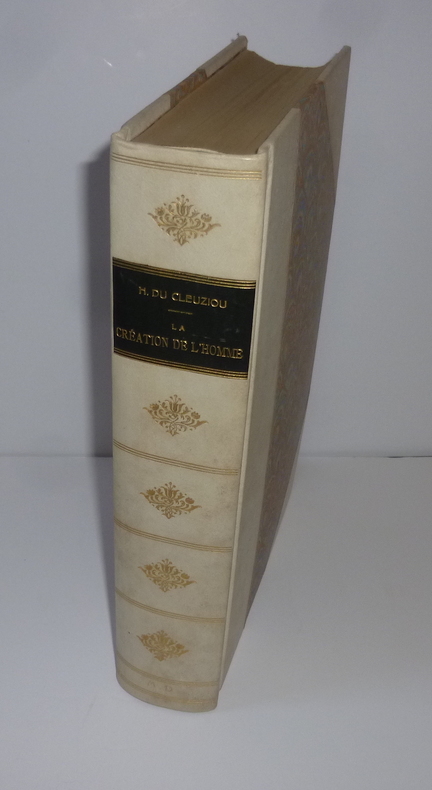 H. DU CLEUZIOU
LA
CRÉATION DE L'HOMME